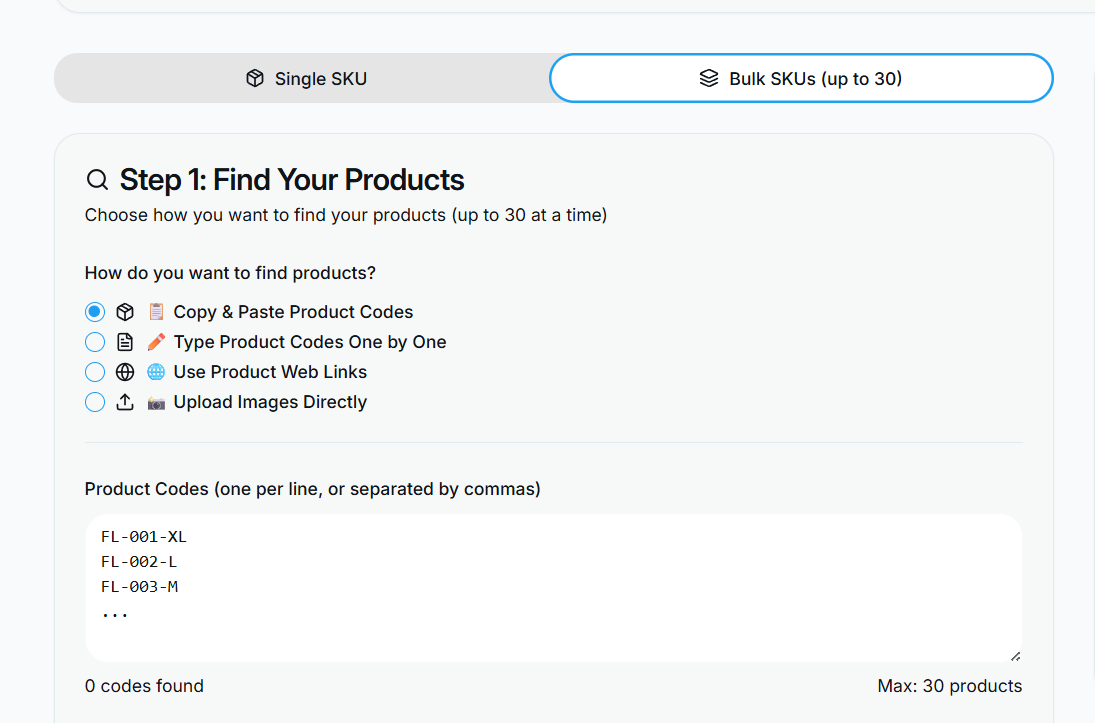 Single SKU
Bulk SKUs (up to 30)
Step 1: Find Your Products
Choose how you want to find your products (up to 30 at a time)
How do you want to find products?
Copy & Paste Product Codes
Type Product Codes One by One
Use Product Web Links
Upload Images Directly
Product Codes (one per line, or separated by commas)
FL-001-XL
FL-002-L
FL-003-M
...
0 codes found
Max: 30 products